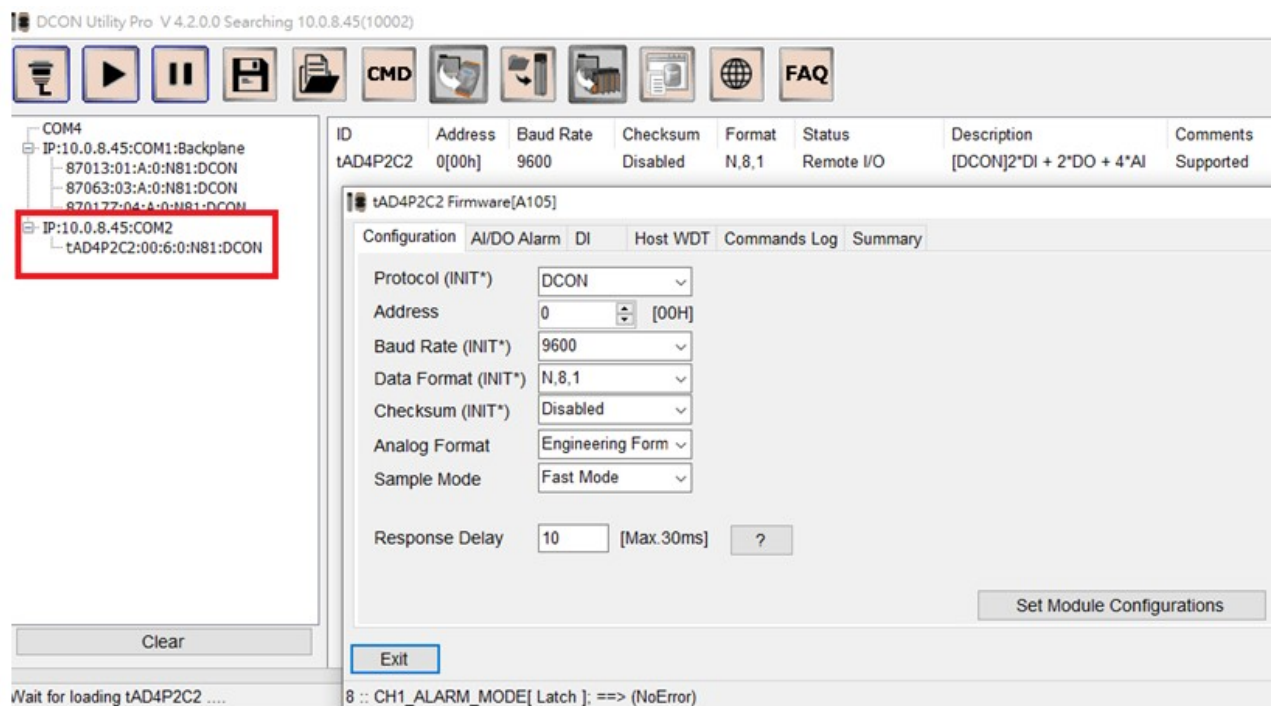 DCON Utility Pro V 4.2.0.0 Searching 10.0.8.45(10002)
CMD
FAQ
COM4
IP:10.0.8.45:COM1:Backplane
87013:01:A:0:N81:DCON
87063:03:A:0:N81:DCON
87017Z:04:A:0:N81:DCON
IP:10.0.8.45:COM2
tAD4P2C2:00:6:0:N81:DCON
Clear
Wait for loading tAD4P2C2 ....
ID Address Baud Rate Checksum Format Status Description Comments
tAD4P2C2 0[00h] 9600 Disabled N,8,1 Remote I/O [DCON]2*DI + 2*DO + 4*AI Supported
tAD4P2C2 Firmware[A105]
Configuration AI/DO Alarm DI Host WDT Commands Log Summary
Protocol (INIT*) DCON
Address 0 [00H]
Baud Rate (INIT*) 9600
Data Format (INIT*) N,8,1
Checksum (INIT*) Disabled
Analog Format Engineering Form
Sample Mode Fast Mode
Response Delay 10 [Max.30ms] ?
Set Module Configurations
Exit
8 :: CH1_ALARM_MODE[ Latch ]; ==> (NoError)